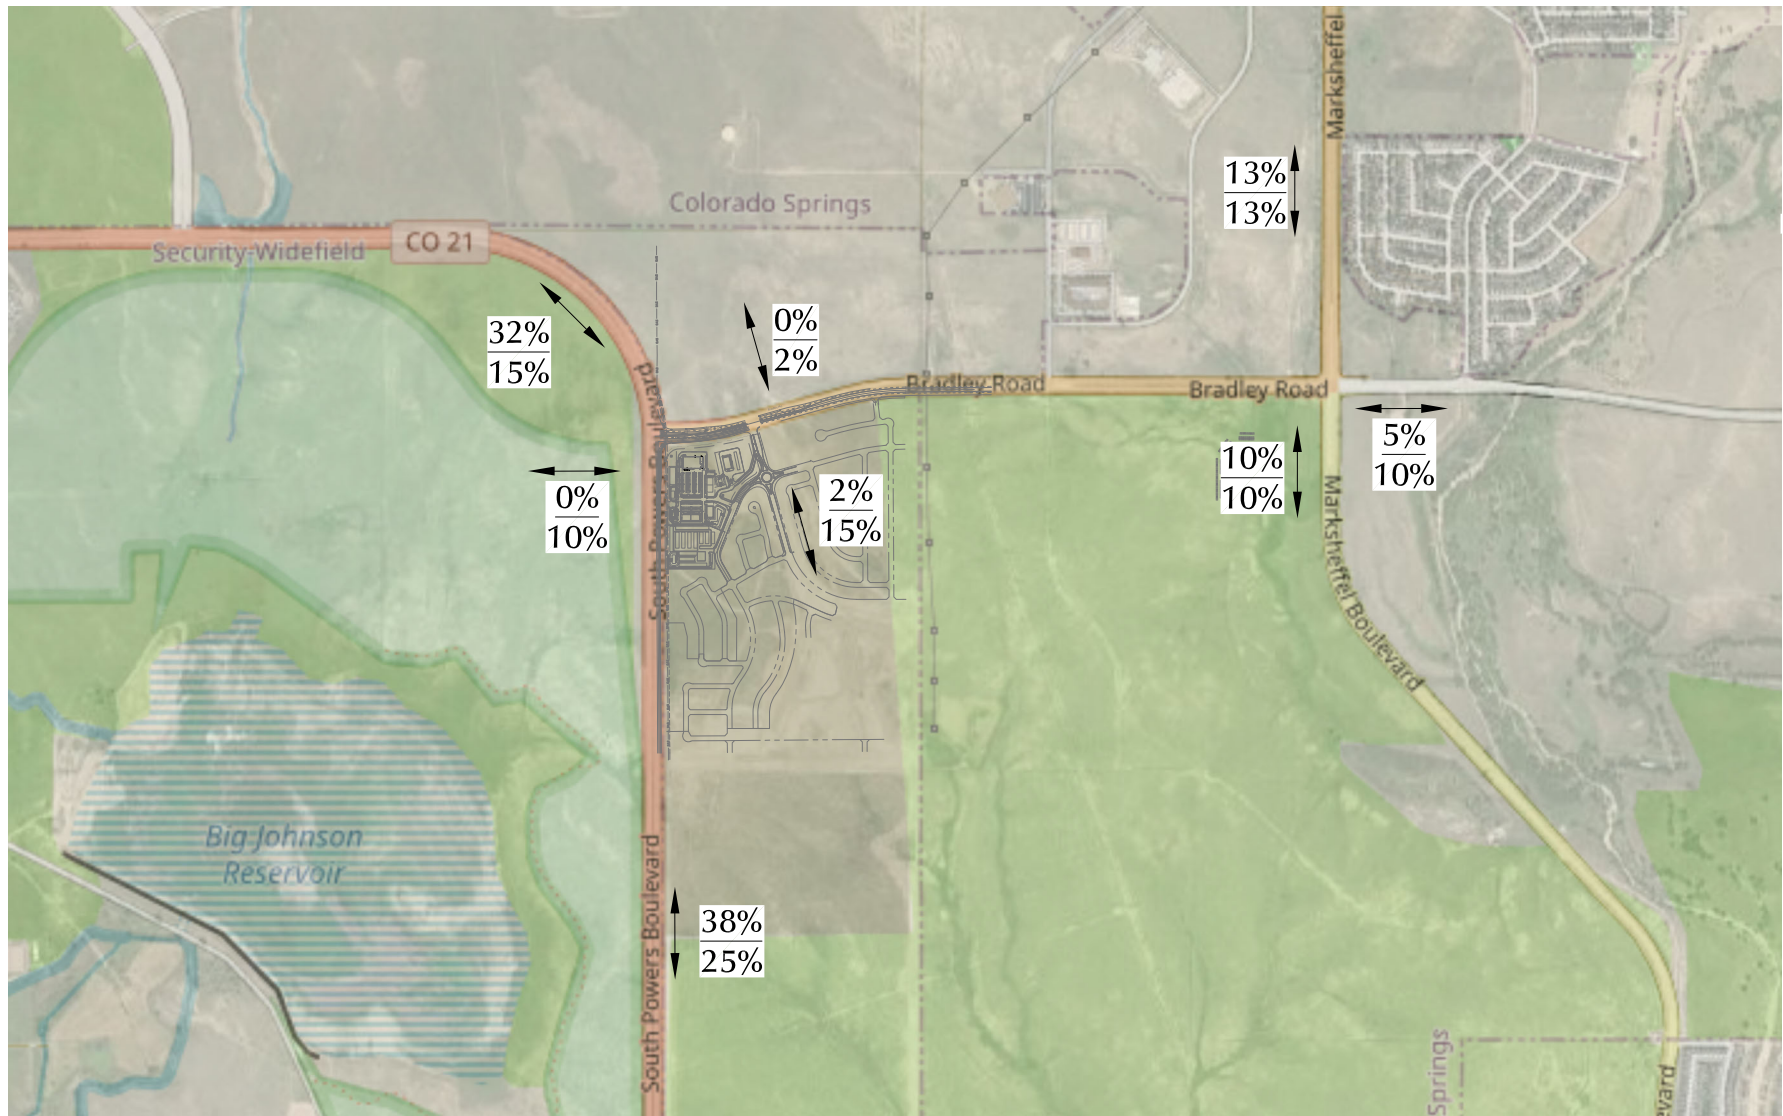 Marksheffel
13%
13%
Colorado Springs
CO 21
Security-Widefield
32%
15%
0%
2%
South Powers Boulevard
Bradley Road
Bradley Road
5%
10%
10%
10%
0%
10%
2%
15%
Marksheffel Boulevard
Big Johnson
Reservoir
38%
25%
South Powers Boulevard
Springs
evard